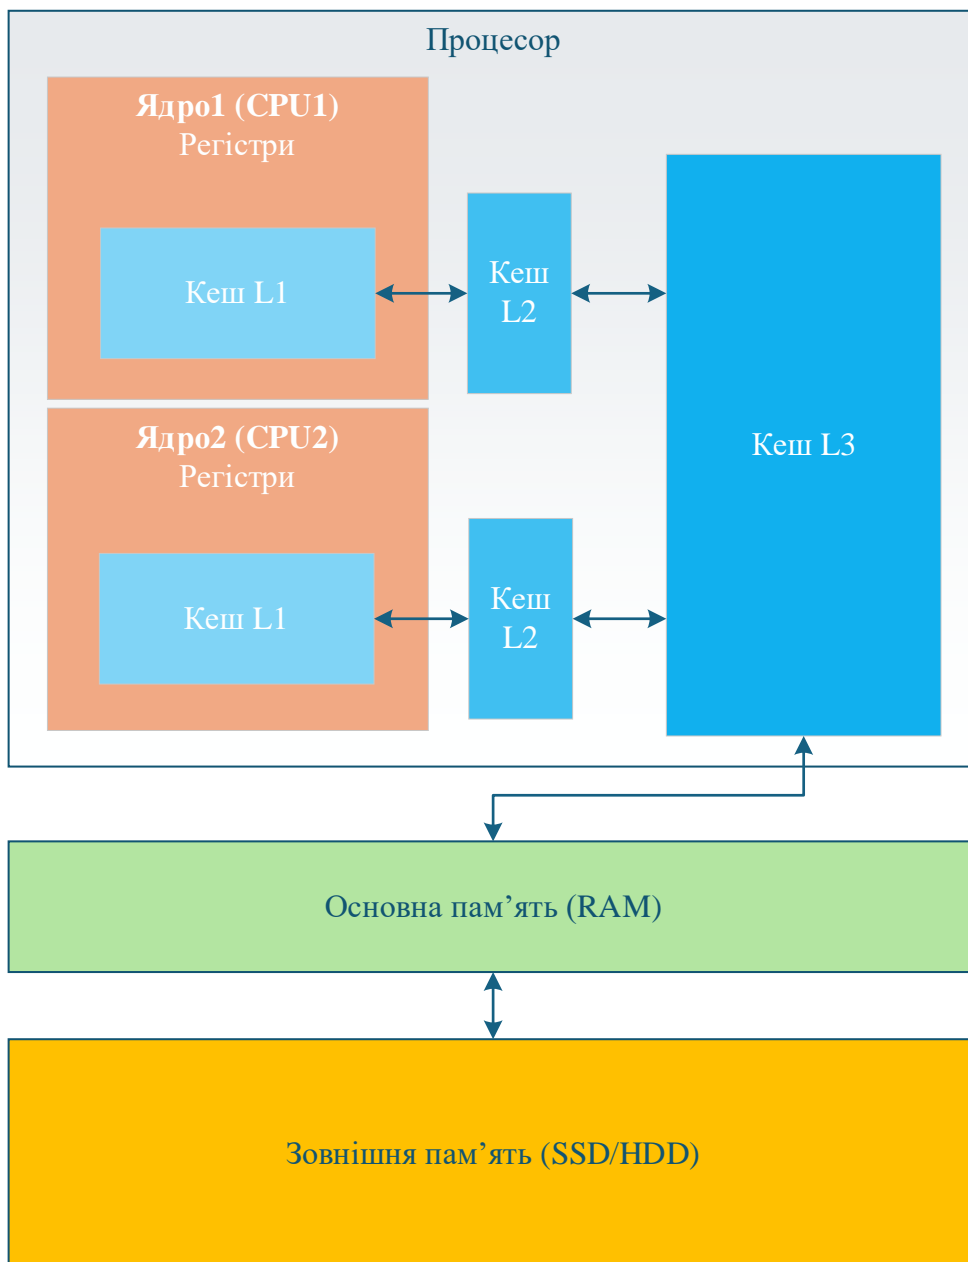 Процесор
Ядро1 (CPU1)
Регістри
Кеш L1
Кеш
L2
Кеш L3
Ядро2 (CPU2)
Регістри
Кеш L1
Кеш
L2
Основна пам’ять (RAM)
Зовнішня пам’ять (SSD/HDD)